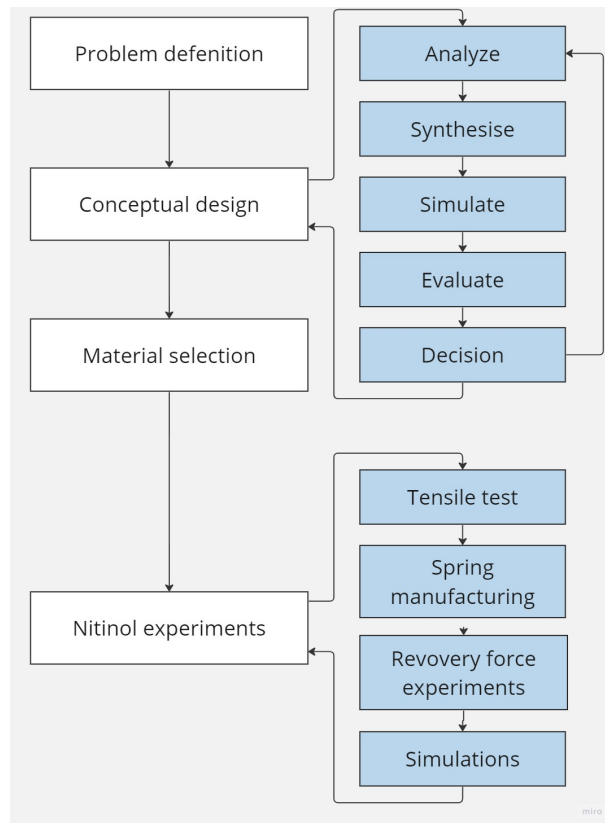 Problem defenition
Conceptual design
Material selection
Nitinol experiments
Analyze
Synthesise
Simulate
Evaluate
Decision
Tensile test
Spring
manufacturing
Revovery force
experiments
Simulations
miro